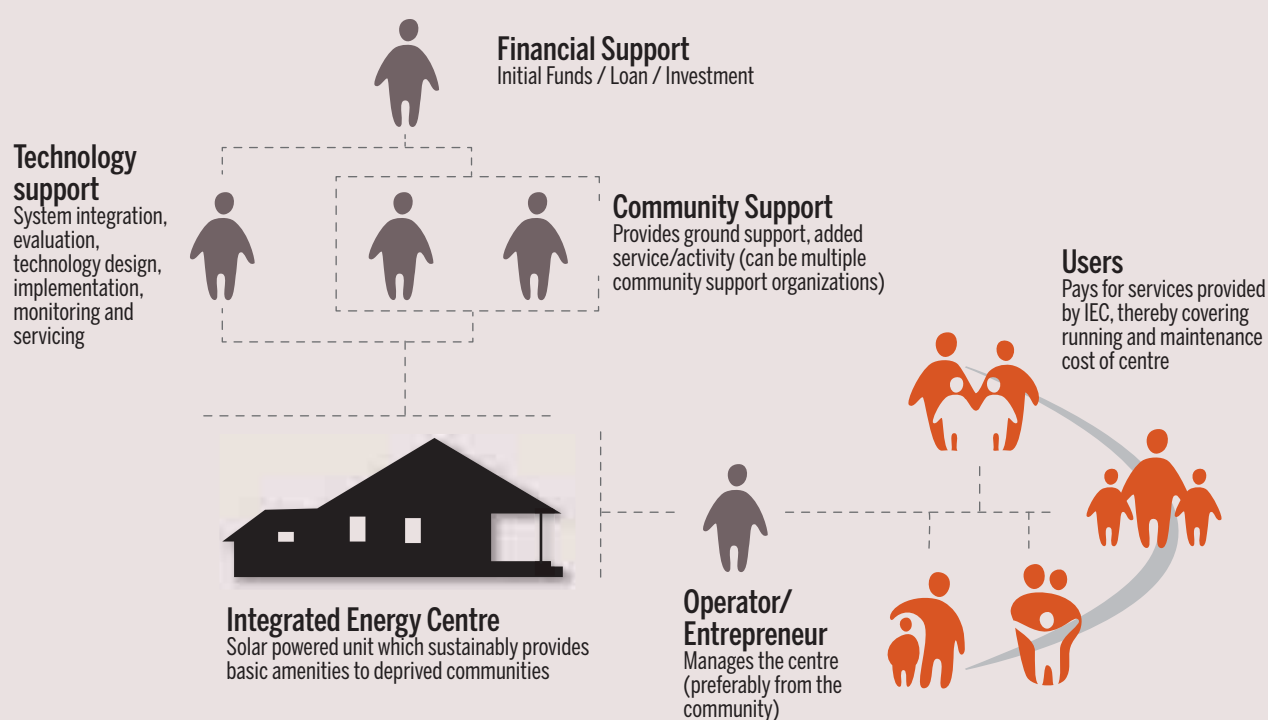 Financial Support
Initial Funds / Loan / Investment
Technology
support
System integration,
evaluation,
technology design,
implementation,
monitoring and
servicing
Community Support
Provides ground support, added
service/activity (can be multiple
community support organizations)
Users
Pays for services provided
by IEC, thereby covering
running and maintenance
cost of centre
Integrated Energy Centre
Solar powered unit which sustainably provides
basic amenities to deprived communities
Operator/
Entrepreneur
Manages the centre
(preferably from the
community)